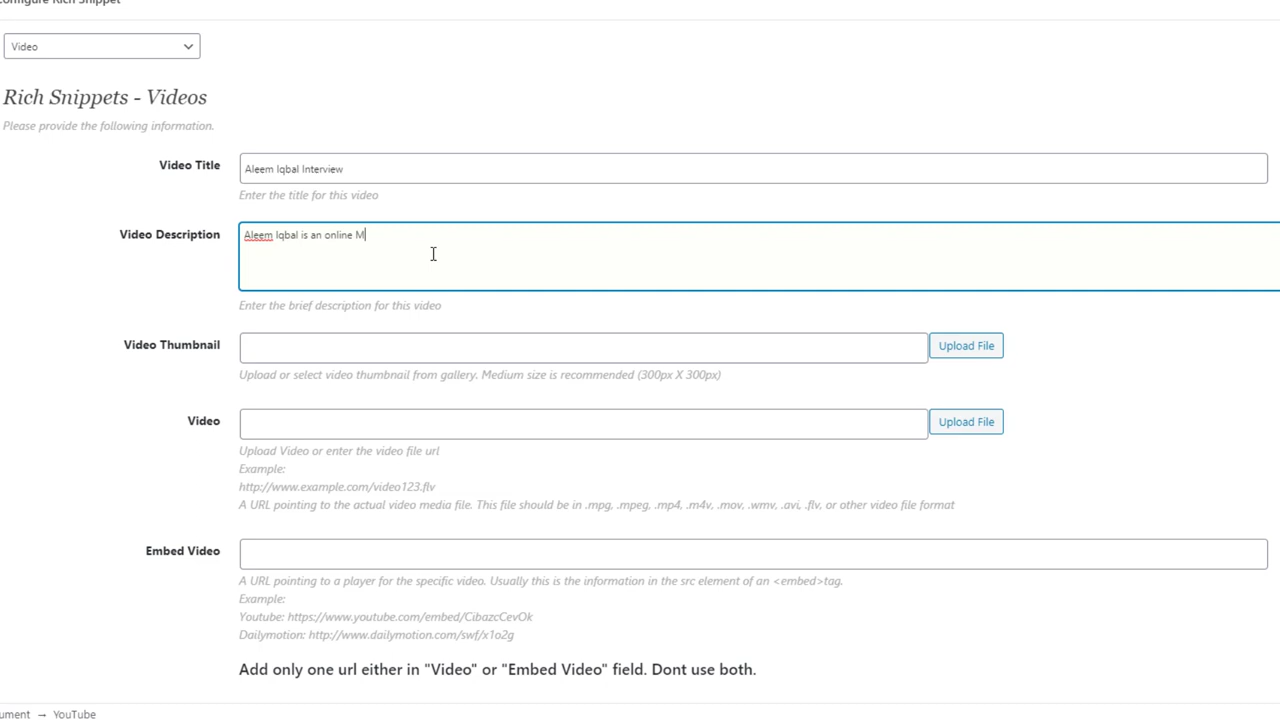 Configure Rich Snippet
Video
Rich Snippets - Videos
Please provide the following information.
Video Title
Aleem Iqbal Interview
Enter the title for this video
Video Description
Aleem Iqbal is an online M
Enter the brief description for this video
Video Thumbnail
Upload File
Upload or select video thumbnail from gallery. Medium size is recommended (300px X 300px)
Video
Upload File
Upload Video or enter the video file url
Example:
http://www.example.com/video123.flv
A URL pointing to the actual video media file. This file should be in .mpg, .mpeg, .mp4, .m4v, .mov, .wmv, .avi, .flv, or other video file format
Embed Video
A URL pointing to a player for the specific video. Usually this is the information in the src element of an <embed>tag.
Example:
Youtube: https://www.youtube.com/embed/CibazcCevOk
Dailymotion: http://www.dailymotion.com/swf/x1o2g
Add only one url either in "Video" or "Embed Video" field. Dont use both.
ument → YouTube